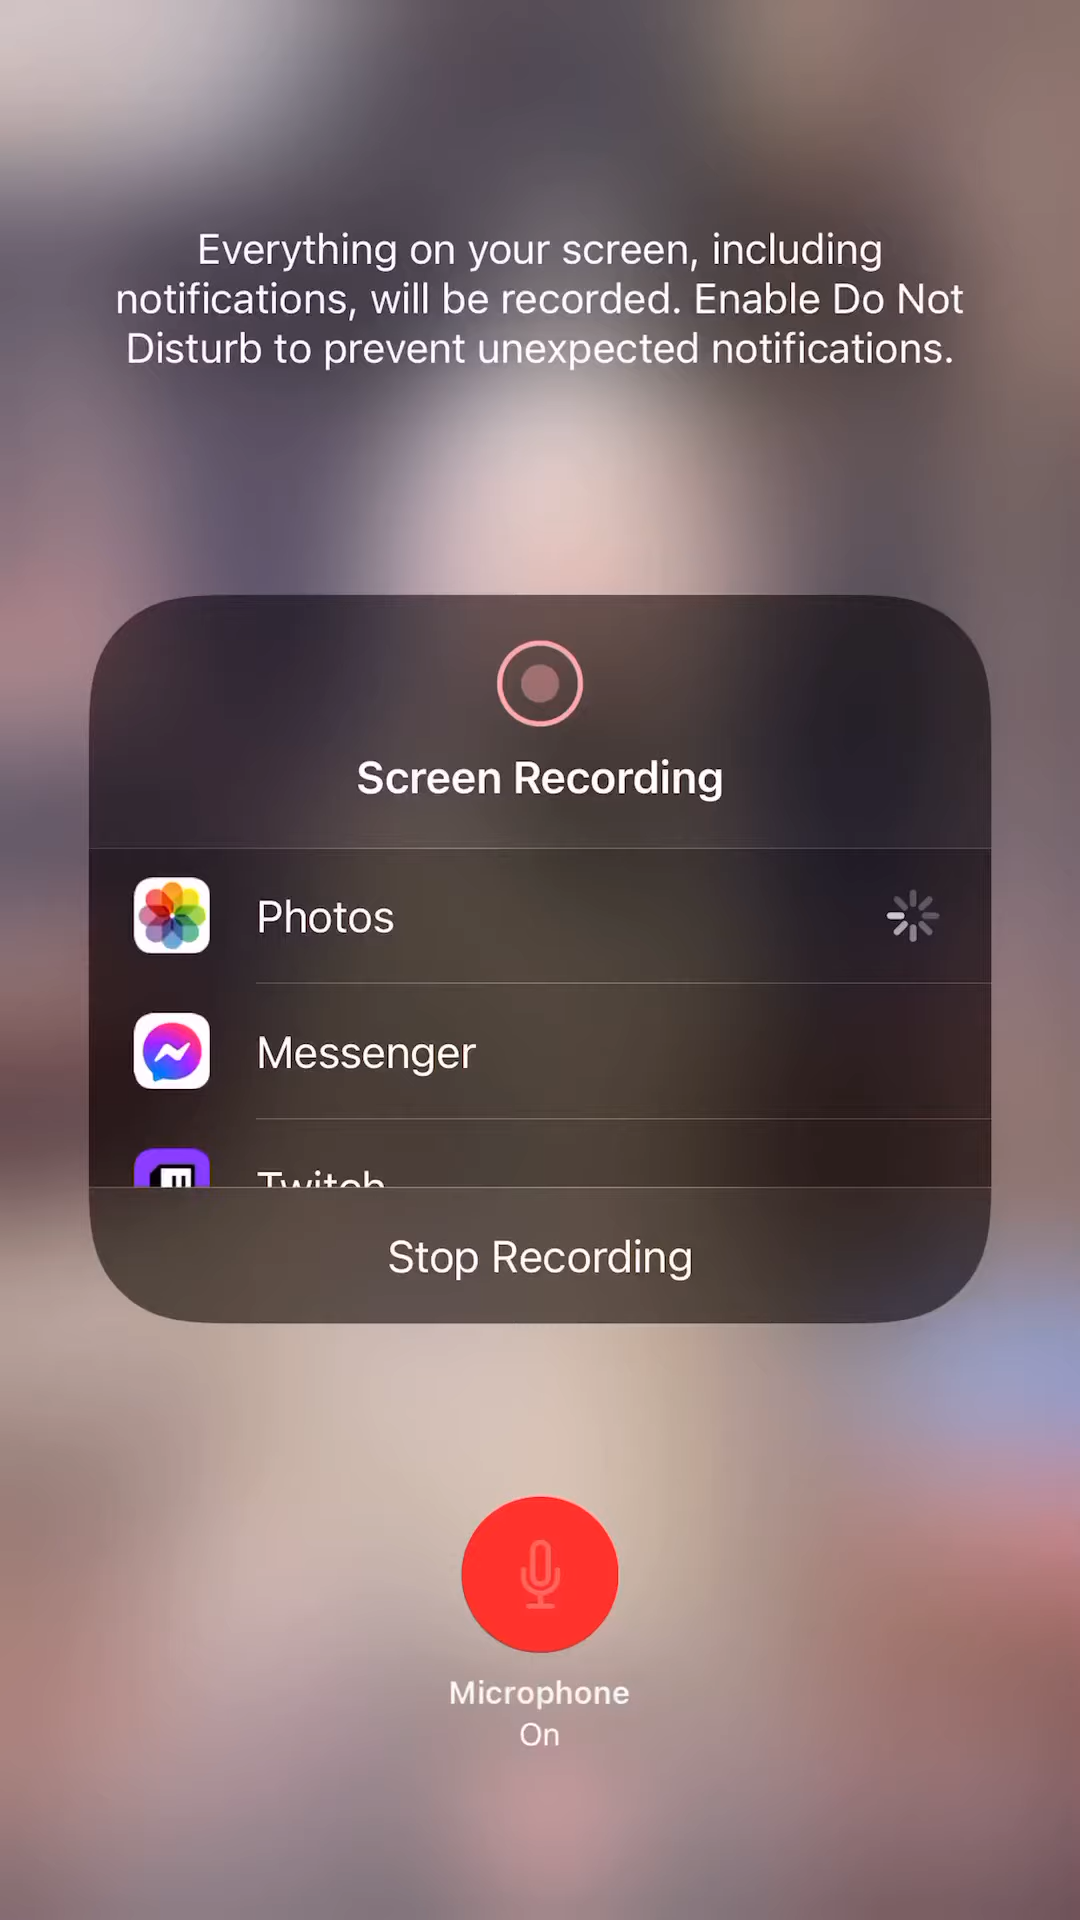 Everything on your screen, including
notifications, will be recorded. Enable Do Not
Disturb to prevent unexpected notifications.
Screen Recording
Photos
Messenger
Twitch
Stop Recording
Microphone
On